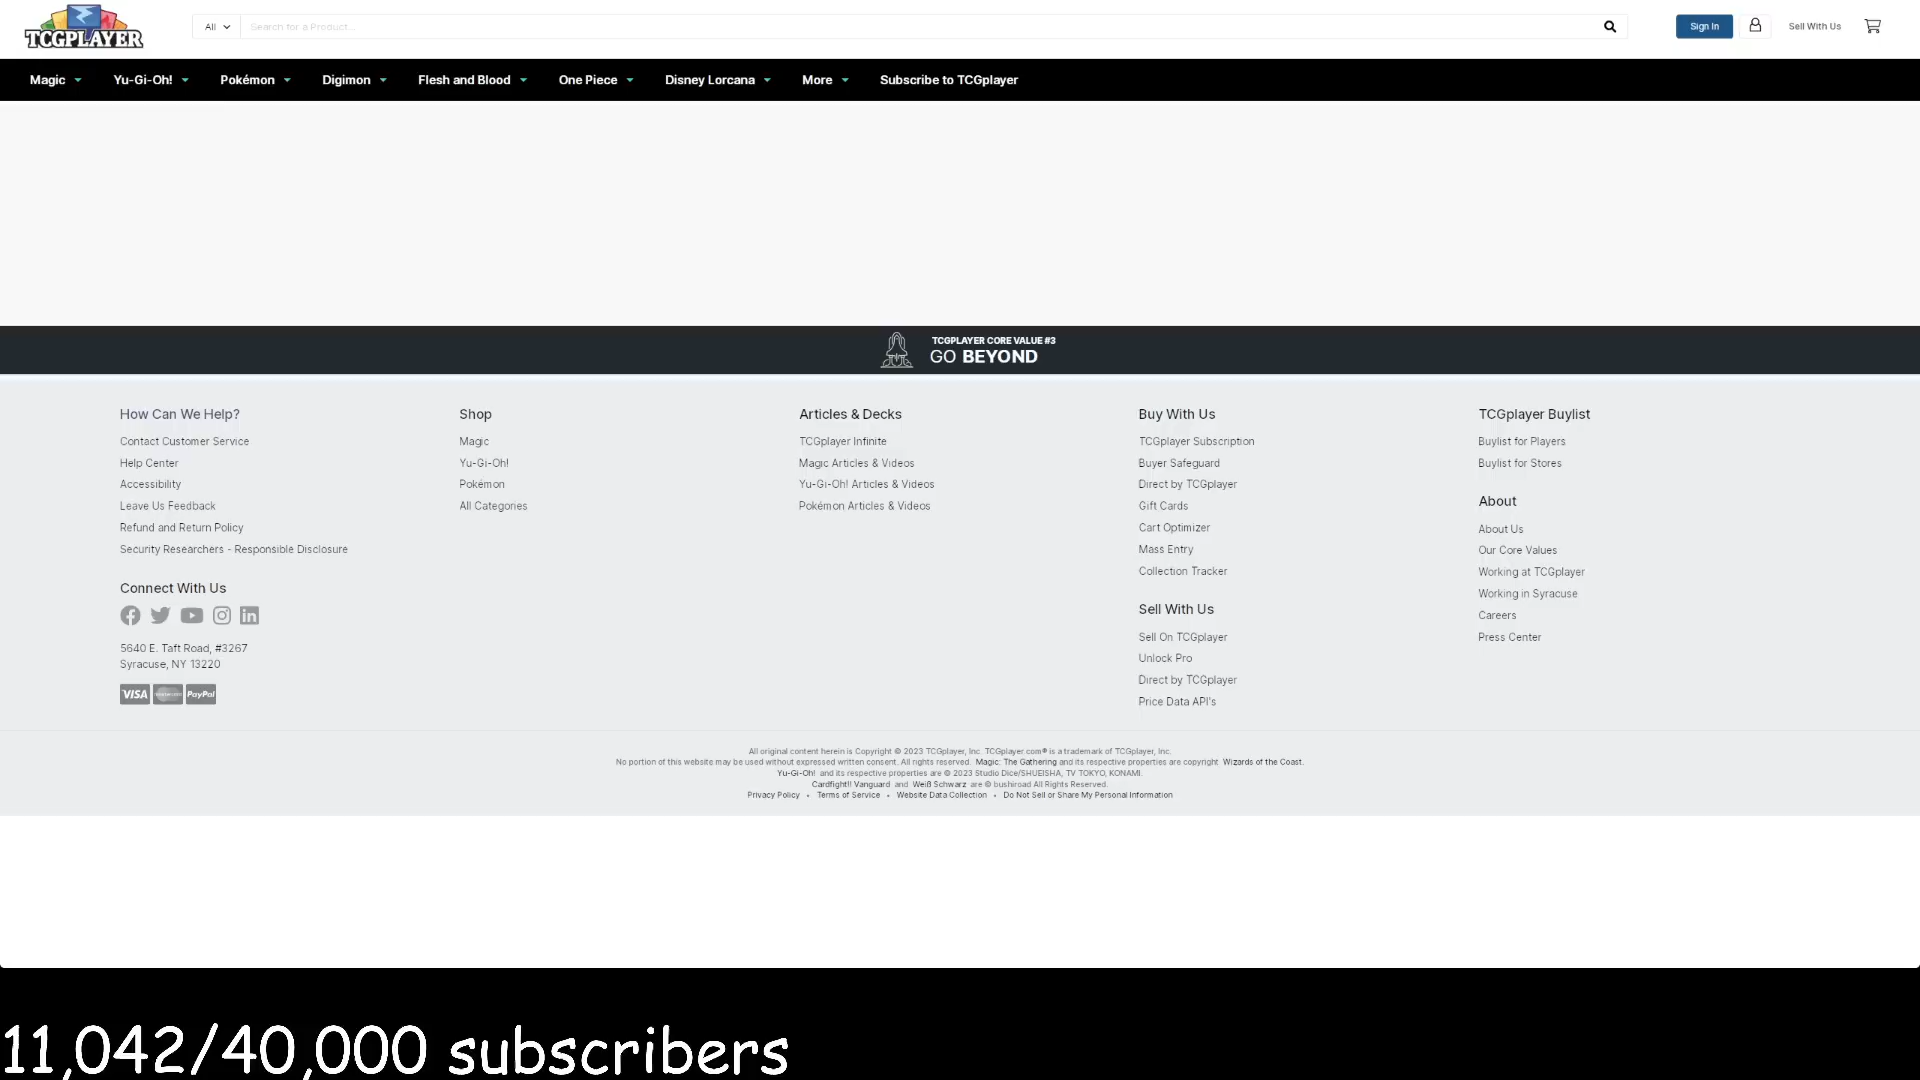 TCGPLAYER
All
Search for a Product...
Sign In
Sell With Us
Magic
Yu-Gi-Oh!
Pokémon
Digimon
Flesh and Blood
One Piece
Disney Lorcana
More
Subscribe to TCGplayer
TCGPLAYER CORE VALUE #3
GO BEYOND
How Can We Help?
Contact Customer Service
Help Center
Accessibility
Leave Us Feedback
Refund and Return Policy
Security Researchers - Responsible Disclosure
Connect With Us
5640 E. Taft Road, #3267
Syracuse, NY 13220
VISA
PayPal
Shop
Magic
Yu-Gi-Oh!
Pokémon
All Categories
Articles & Decks
TCGplayer Infinite
Magic Articles & Videos
Yu-Gi-Oh! Articles & Videos
Pokémon Articles & Videos
Buy With Us
TCGplayer Subscription
Buyer Safeguard
Direct by TCGplayer
Gift Cards
Cart Optimizer
Mass Entry
Collection Tracker
Sell With Us
Sell On TCGplayer
Unlock Pro
Direct by TCGplayer
Price Data API's
TCGplayer Buylist
Buylist for Players
Buylist for Stores
About
About Us
Our Core Values
Working at TCGplayer
Working in Syracuse
Careers
Press Center
All original content herein is Copyright © 2023 TCGplayer, Inc. TCGplayer.com® is a trademark of TCGplayer, Inc.
No portion of this website may be used without expressed written consent. All rights reserved. Magic: The Gathering and its respective properties are copyright Wizards of the Coast.
Yu-Gi-Oh! and its respective properties are © 2023 Studio Dice/SHUEISHA, TV TOKYO, KONAMI.
Cardfight!! Vanguard and Weiß Schwarz are © bushiroad All Rights Reserved.
Privacy Policy • Terms of Service • Website Data Collection • Do Not Sell or Share My Personal Information
11,042/40,000 subscribers